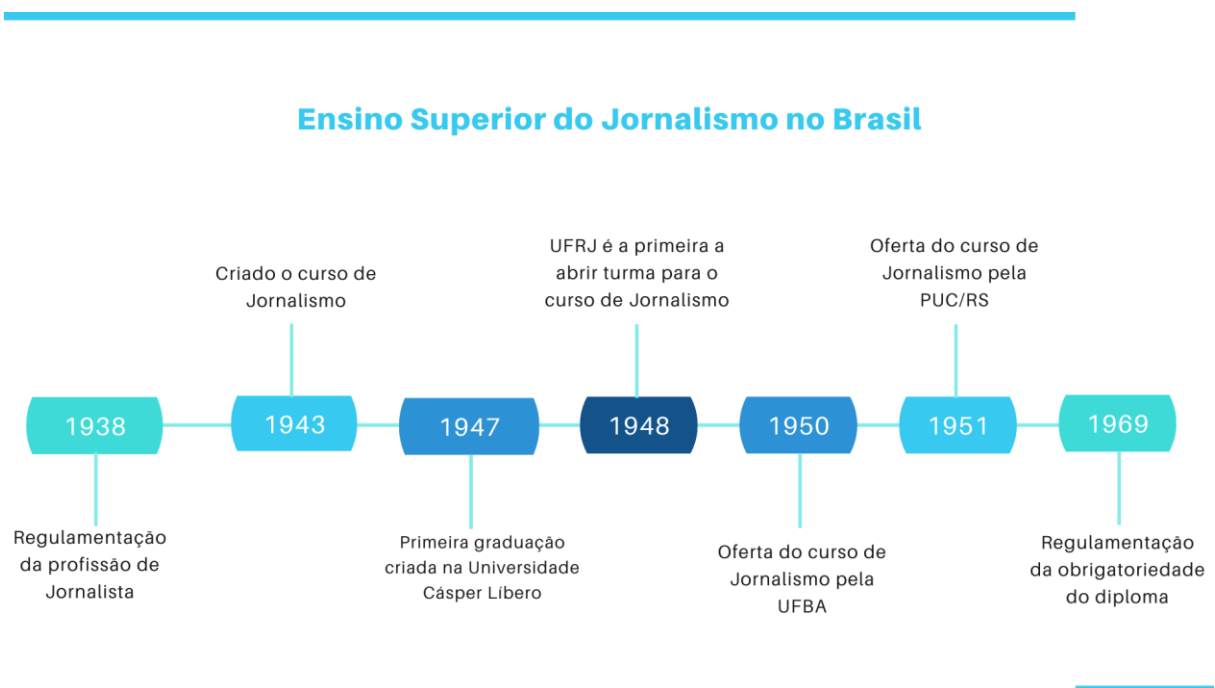 Ensino Superior do Jornalismo no Brasil
UFRJ é a primeira a
abrir turma para o
curso de Jornalismo
Oferta do curso de
Jornalismo pela
PUC/RS
Criado o curso de
Jornalismo
1938
1943
1947
1948
1950
1951
1969
Regulamentação
da profissão de
Jornalista
Primeira graduação
criada na Universidade
Cásper Líbero
Oferta do curso de
Jornalismo pela
UFBA
Regulamentação
da obrigatoriedade
do diploma